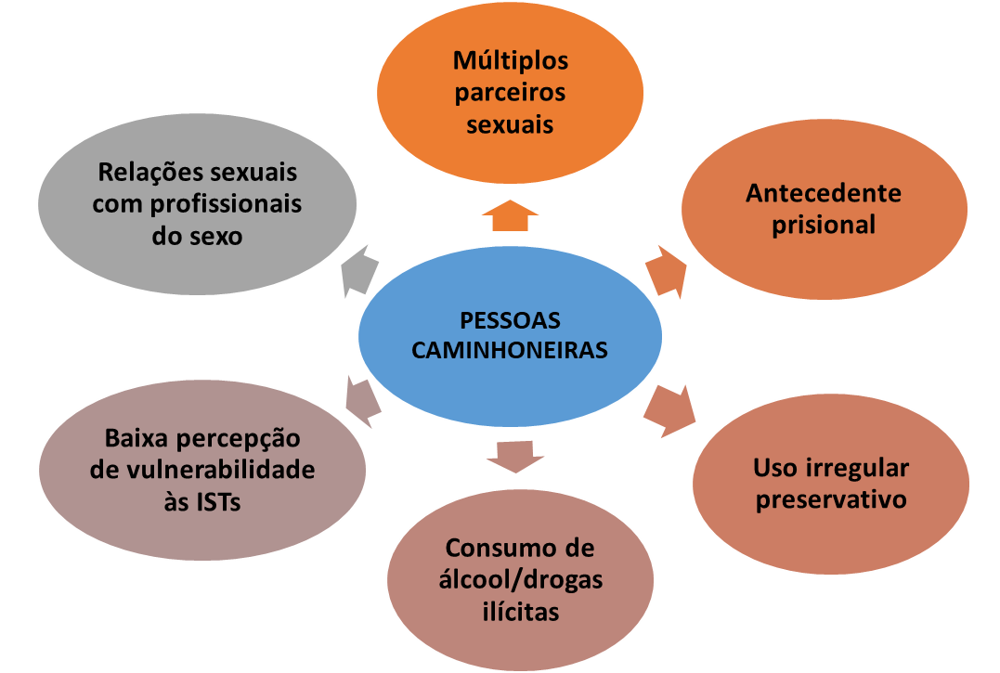 Múltiplos
parceiros
sexuais
Relações sexuais
com profissionais
do sexo
Antecedente
prisional
PESSOAS
CAMINHONEIRAS
Baixa percepção
de vulnerabilidade
às ISTs
Uso irregular
preservativo
Consumo de
álcool/drogas
ilícitas